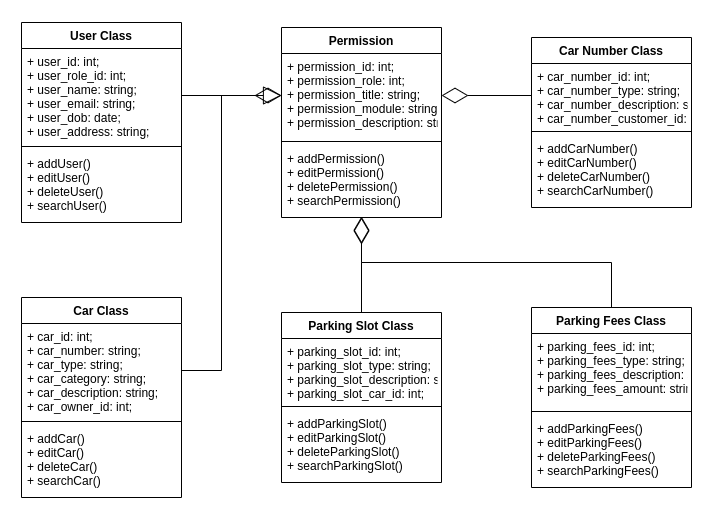 User Class
+ user_id: int;
+ user_role_id: int;
+ user_name: string;
+ user_email: string;
+ user_dob: date;
+ user_address: string;
+ addUser()
+ editUser()
+ deleteUser()
+ searchUser()
Permission
+ permission_id: int;
+ permission_role: int;
+ permission_title: string;
+ permission_module: string
+ permission_description:
+ addPermission()
+ editPermission()
+ deletePermission()
+ searchPermission()
Car Number Class
+ car_number_id: int;
+ car_number_type: string;
+ car_number_description: s
+ car_number_customer_id:
+ addCarNumber()
+ editCarNumber()
+ deleteCarNumber()
+ searchCarNumber()
Car Class
+ car_id: int;
+ car_number: string;
+ car_type: string;
+ car_category: string;
+ car_description: string;
+ car_owner_id: int;
+ addCar()
+ editCar()
+ deleteCar()
+ searchCar()
Parking Slot Class
+ parking_slot_id: int;
+ parking_slot_type: string;
+ parking_slot_description: s
+ parking_slot_car_id: int;
+ addParkingSlot()
+ editParkingSlot()
+ deleteParkingSlot()
+ searchParkingSlot()
Parking Fees Class
+ parking_fees_id: int;
+ parking_fees_type: string;
+ parking_fees_description:
+ parking_fees_amount: stri
+ addParkingFees()
+ editParkingFees()
+ deleteParkingFees()
+ searchParkingFees()